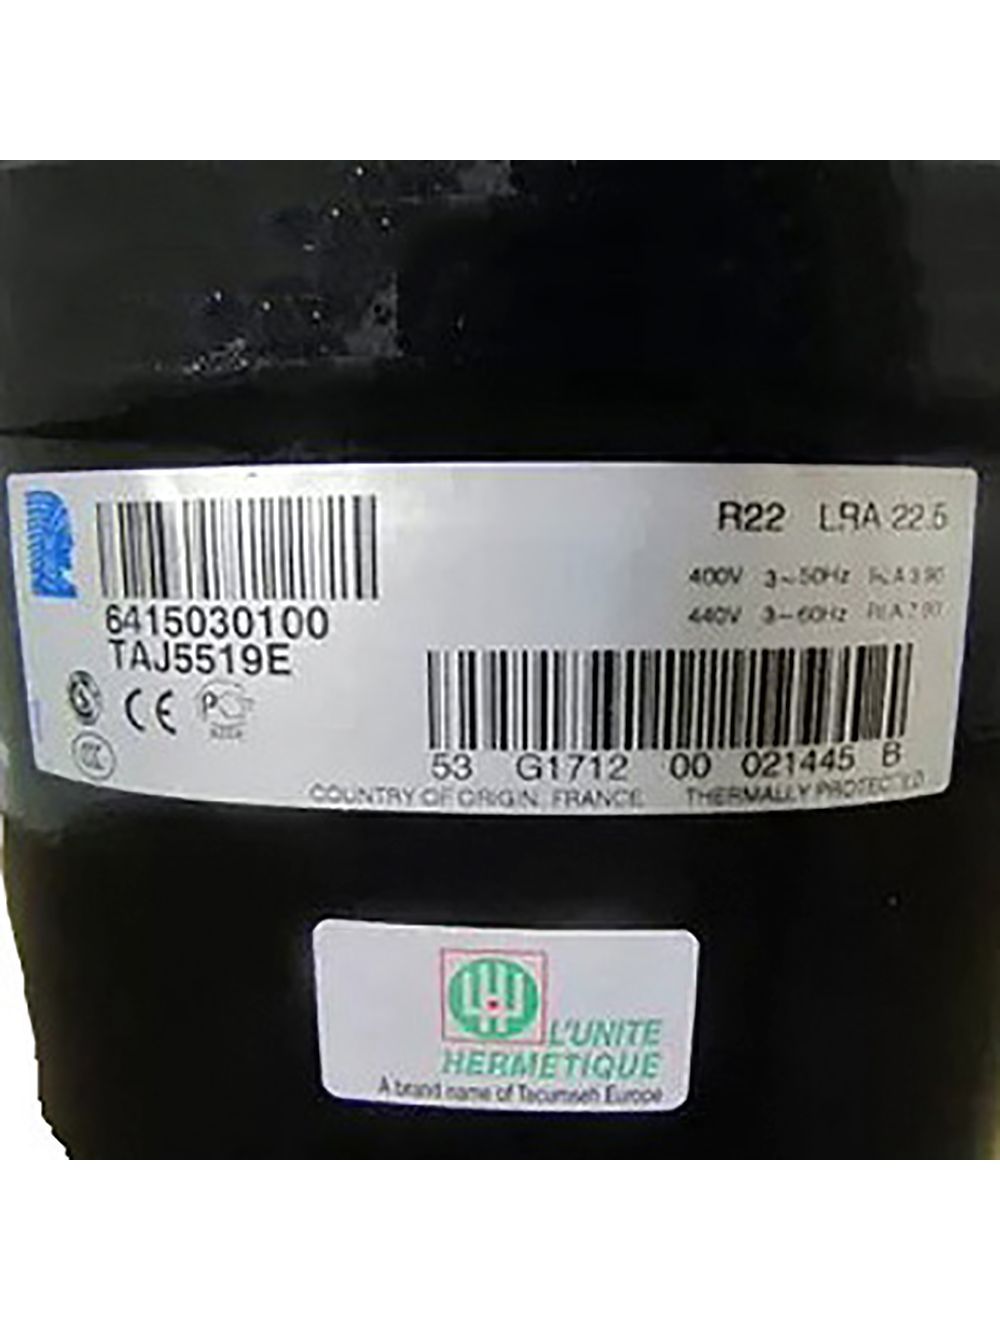 R22 LRA 22.5
400V 3~50Hz
440V 3~60Hz
6415030100
TAJ5519E
CE
53 G1712 00 021445 B
COUNTRY OF ORIGIN: FRANCE THERMALLY PROTECTED
L'UNITE
HERMETIQUE
A brand name of Tecumseh Europe